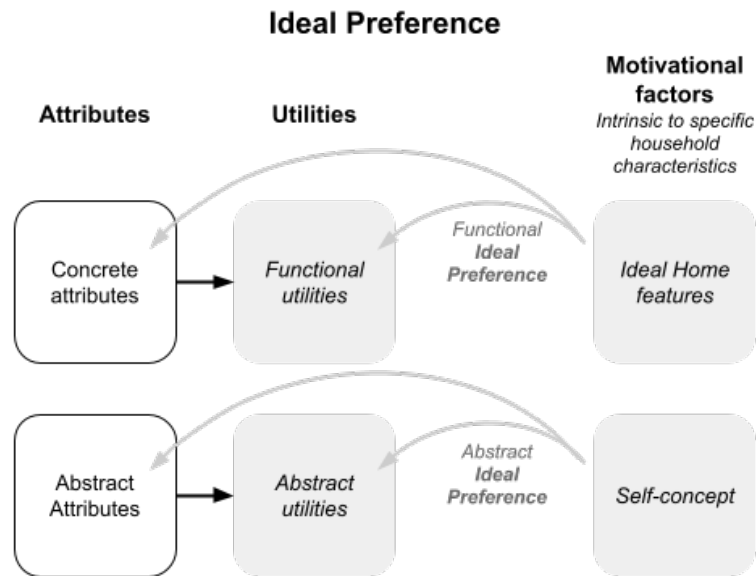 Ideal Preference
Attributes
Utilities
Motivational
factors
Intrinsic to specific
household
characteristics
Concrete
attributes
Functional
utilities
Functional
Ideal
Preference
Ideal Home
features
Abstract
Attributes
Abstract
utilities
Abstract
Ideal
Preference
Self-concept